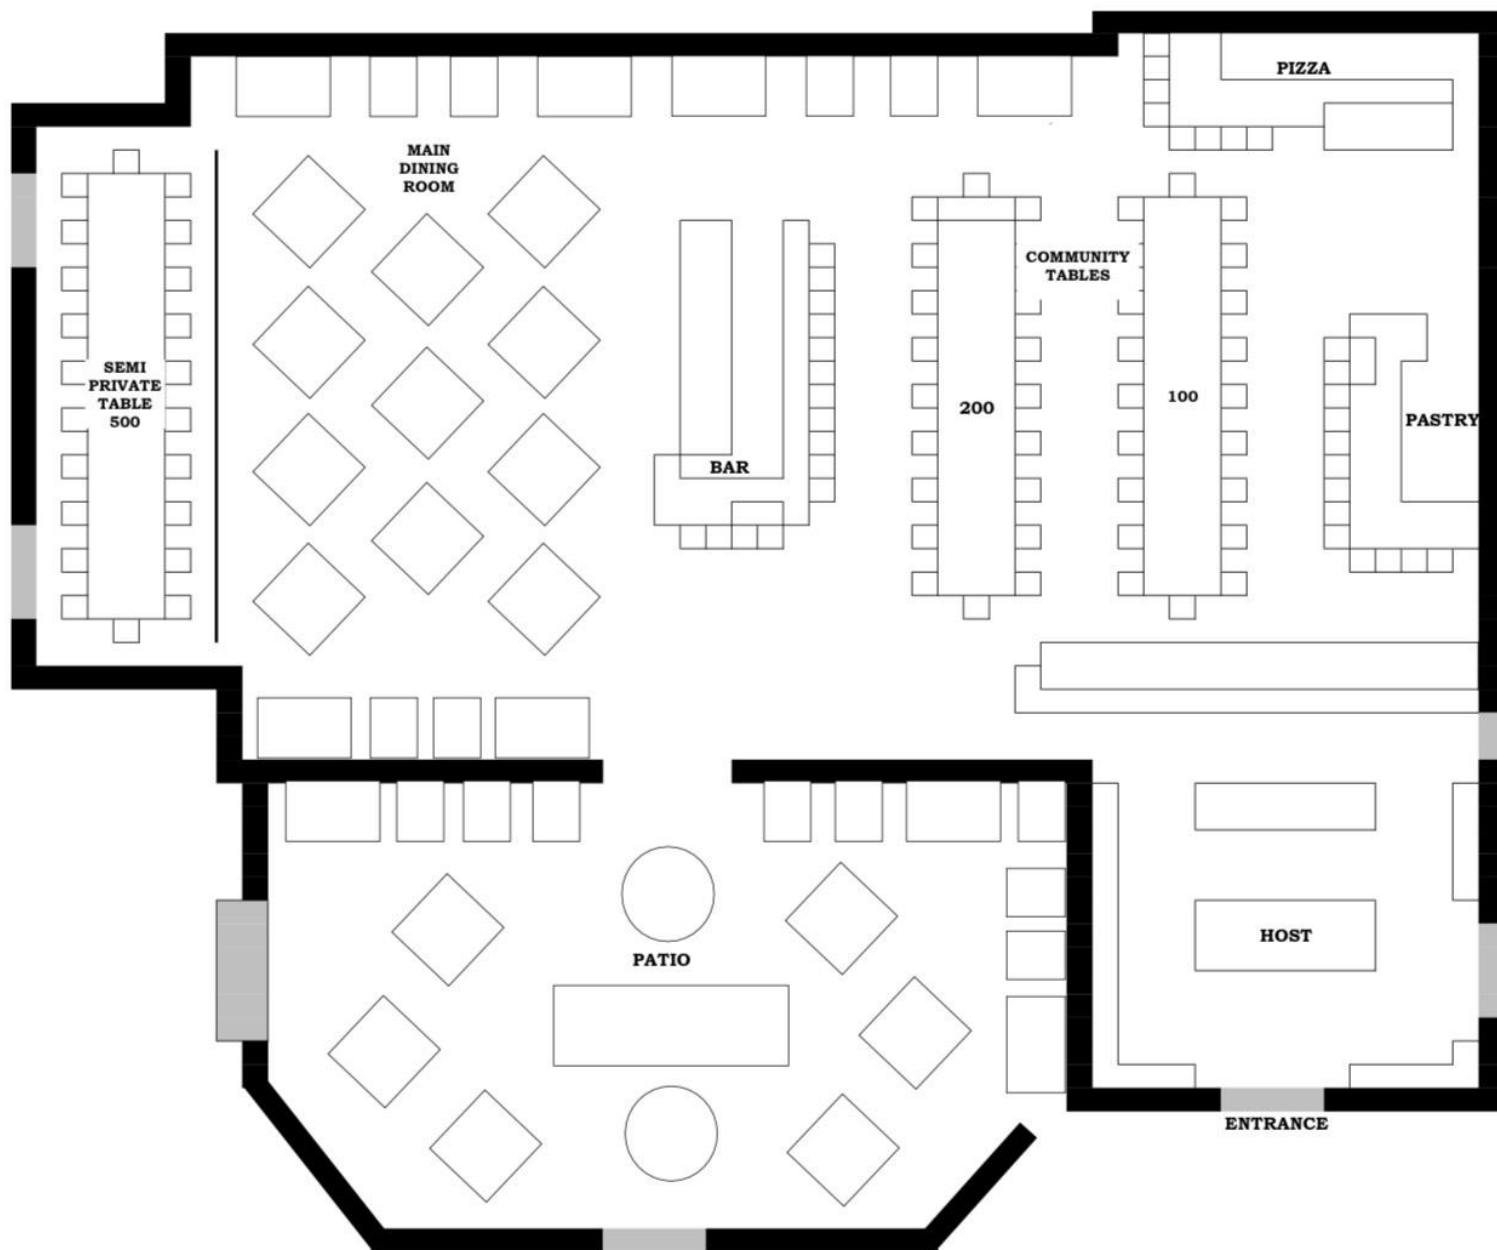 PIZZA
MAIN
DINING
ROOM
COMMUNITY
TABLES
SEMI
PRIVATE
TABLE
500
200
100
PASTRY
BAR
PATIO
HOST
ENTRANCE